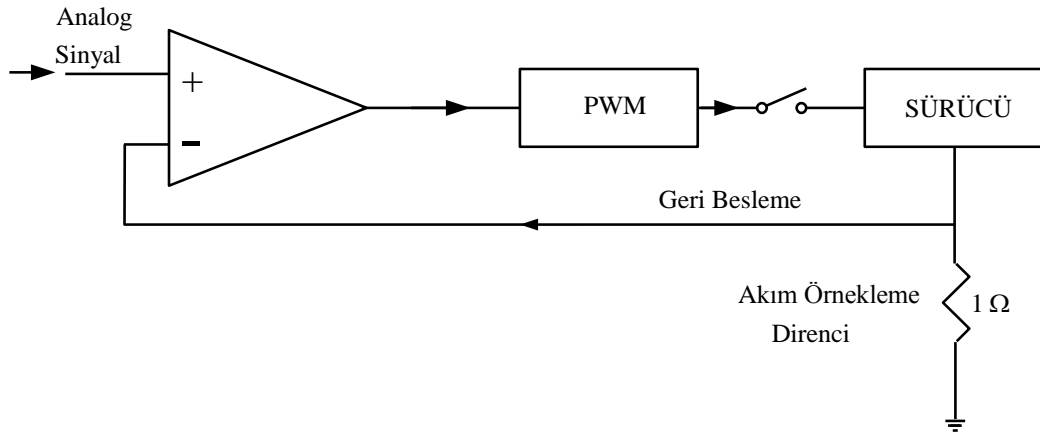 Analog
Sinyal
+
-
PWM
SÜRÜCÜ
Geri Besleme
Akım Örnekleme
Direnci
1 Ω